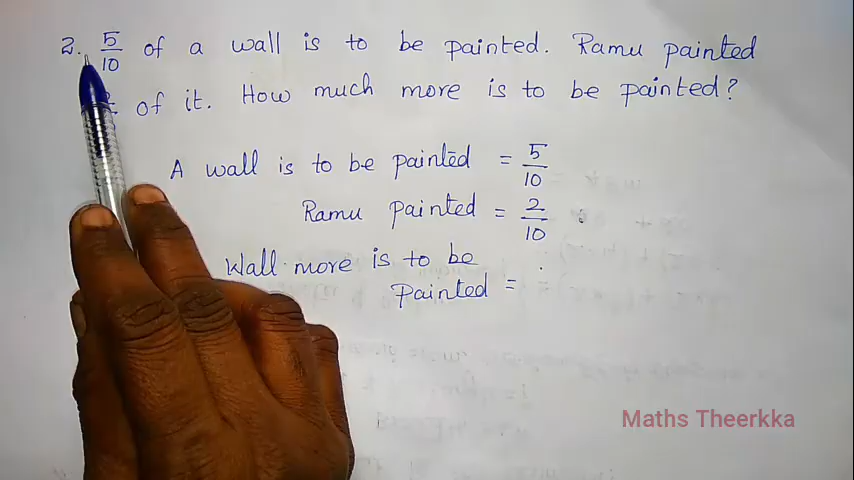 2. 5/10 of a wall is to be painted. Ramu painted
of it. How much more is to be painted?
A wall is to be painted = 5/10
Ramu painted = 2/10
Wall more is to be
Painted =
Maths Theerkka